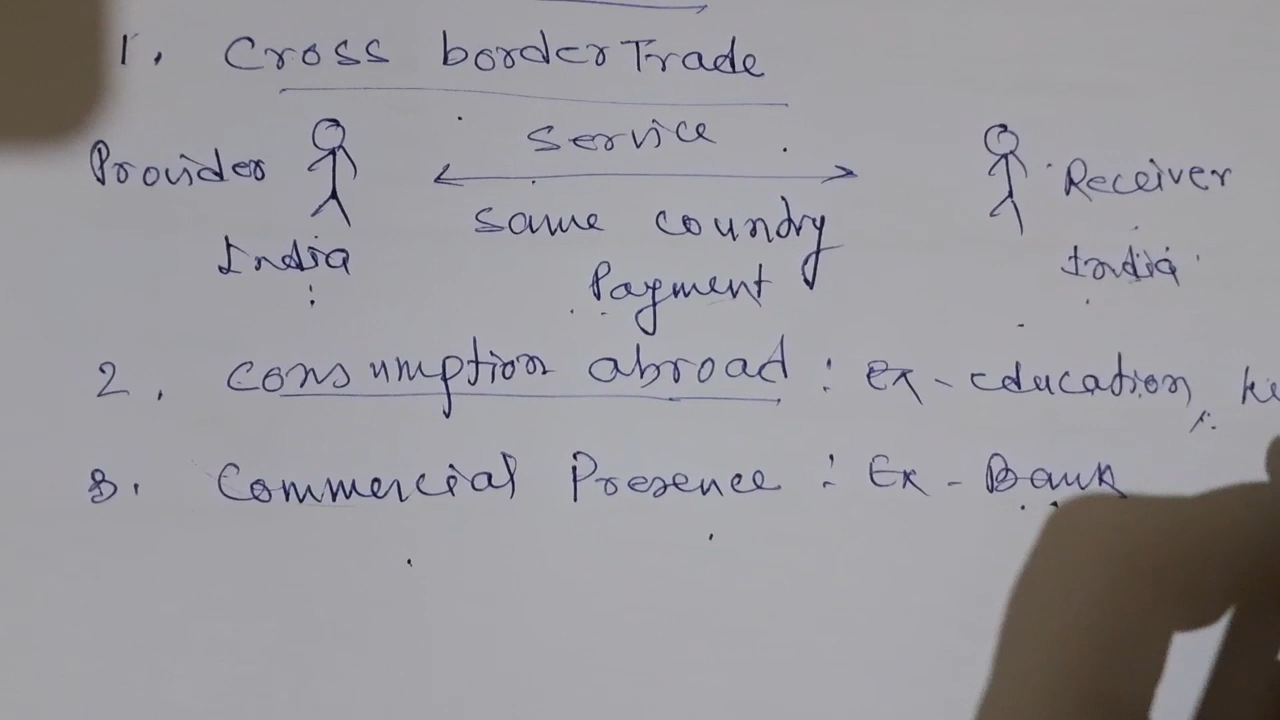 1. Cross border Trade
Provider Service Receiver
India same coundry India
Payment
2. Consumption abroad : ex - education,
3. Commercial Presence : Ex - Bank